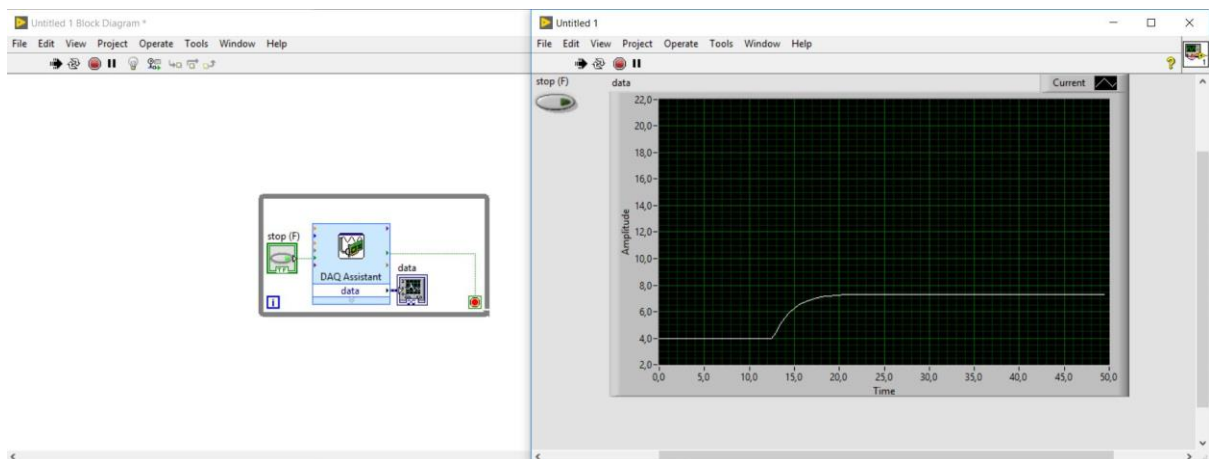 Untitled 1 Block Diagram *
File Edit View Project Operate Tools Window Help
stop (F)
DAQ Assistant
data
data
i
Untitled 1
File Edit View Project Operate Tools Window Help
stop (F)
data
Current
22,0
20,0
18,0
16,0
14,0
12,0
10,0
8,0
6,0
4,0
2,0
Amplitude
0,0 5,0 10,0 15,0 20,0 25,0 30,0 35,0 40,0 45,0 50,0
Time
?
1